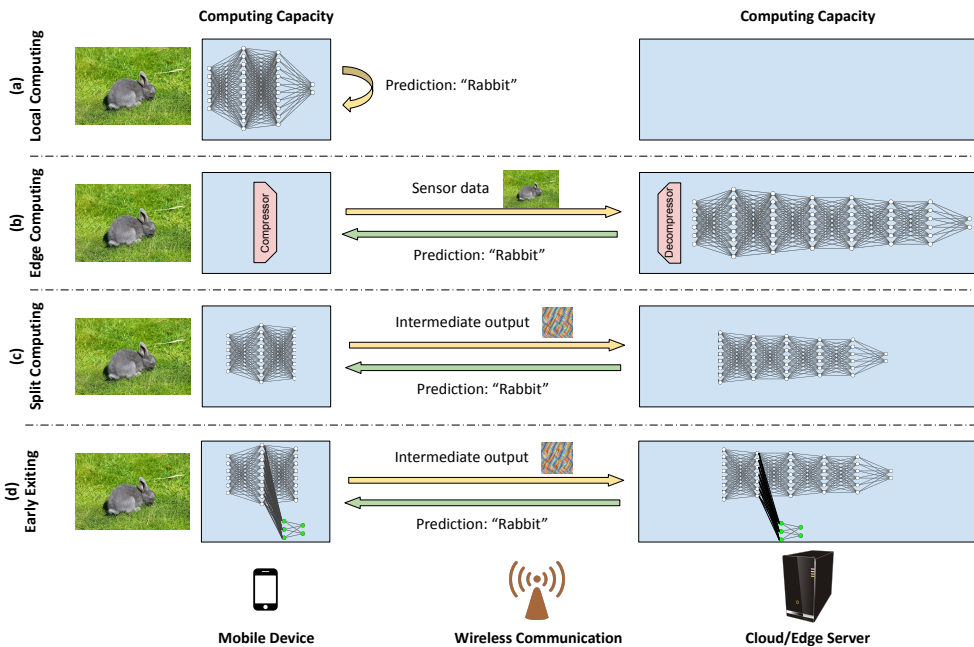 Computing Capacity
Computing Capacity
(a)
Local Computing
Prediction: “Rabbit”
(b)
Edge Computing
Compressor
Sensor data
Prediction: “Rabbit”
Decompressor
(c)
Split Computing
Intermediate output
Prediction: “Rabbit”
(d)
Early Exiting
Intermediate output
Prediction: “Rabbit”
Mobile Device
Wireless Communication
Cloud/Edge Server